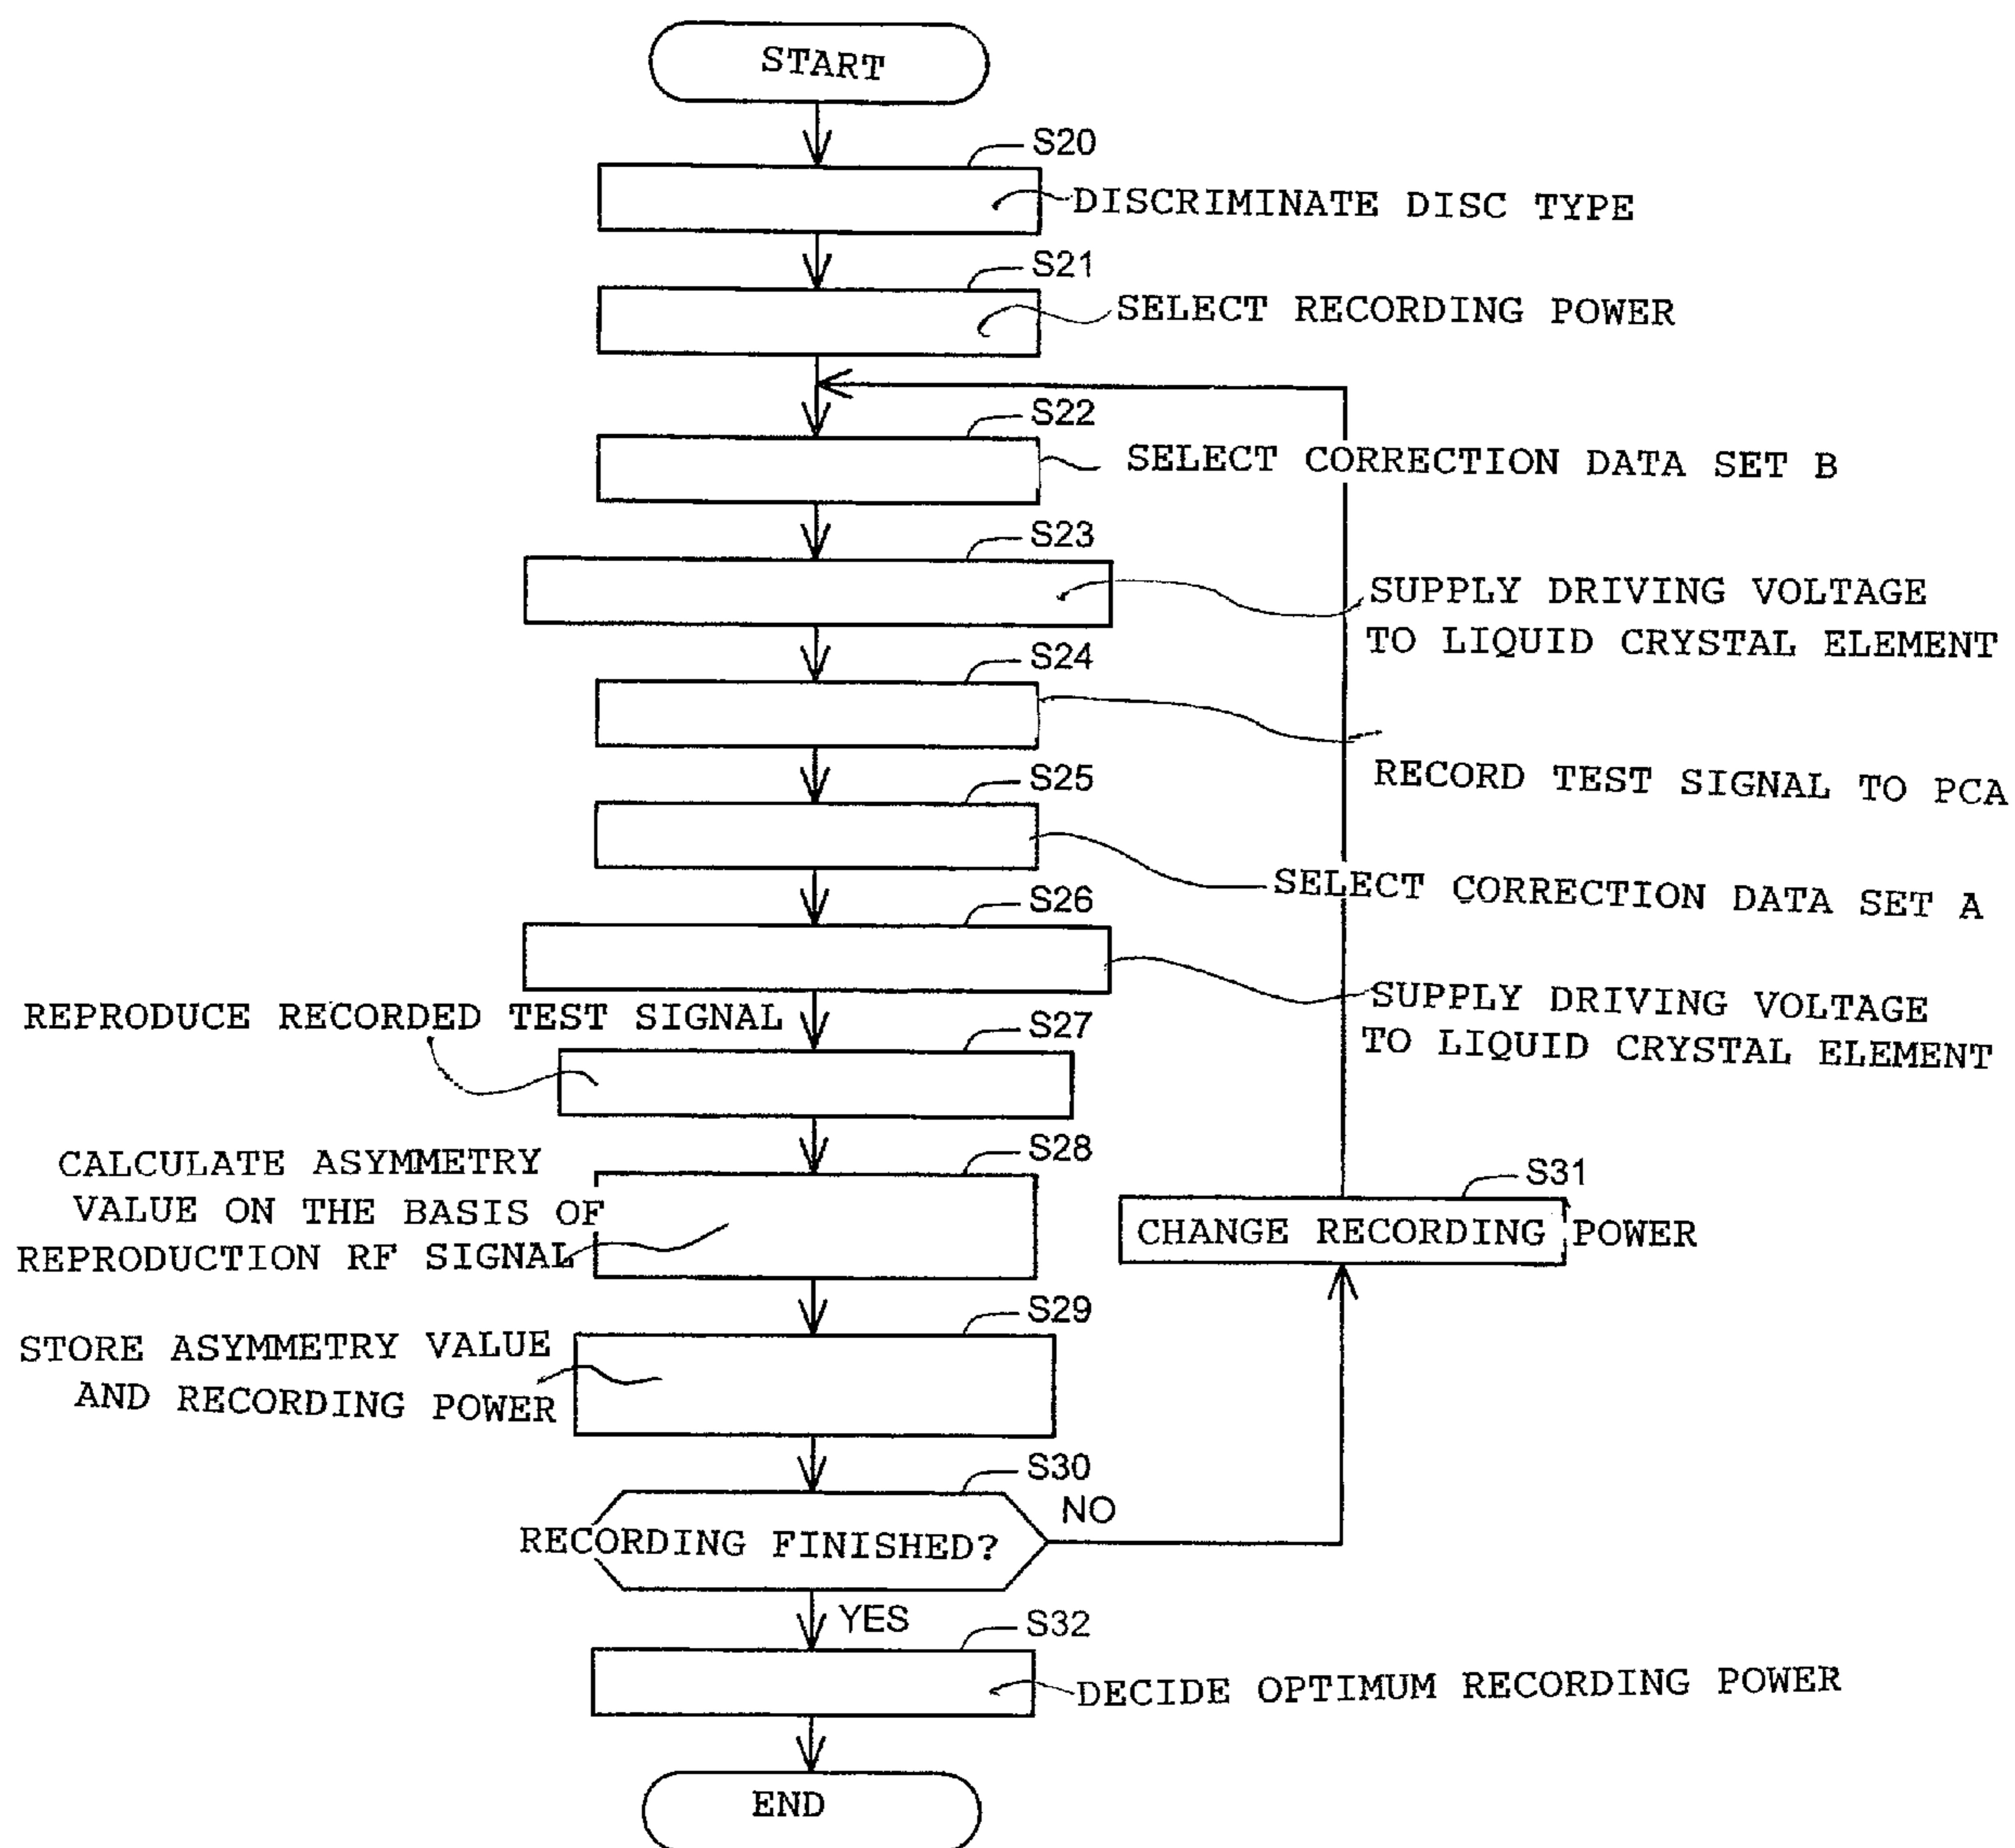 START
S20
DISCRIMINATE DISC TYPE
S21
SELECT RECORDING POWER
S22
SELECT CORRECTION DATA SET B
S23
SUPPLY DRIVING VOLTAGE
TO LIQUID CRYSTAL ELEMENT
S24
RECORD TEST SIGNAL TO PCA
S25
SELECT CORRECTION DATA SET A
S26
SUPPLY DRIVING VOLTAGE
TO LIQUID CRYSTAL ELEMENT
REPRODUCE RECORDED TEST SIGNAL
S27
S28
CALCULATE ASYMMETRY
VALUE ON THE BASIS OF
REPRODUCTION RF SIGNAL
S31
CHANGE RECORDING POWER
S29
STORE ASYMMETRY VALUE
AND RECORDING POWER
S30
NO
RECORDING FINISHED?
YES
S32
DECIDE OPTIMUM RECORDING POWER
END